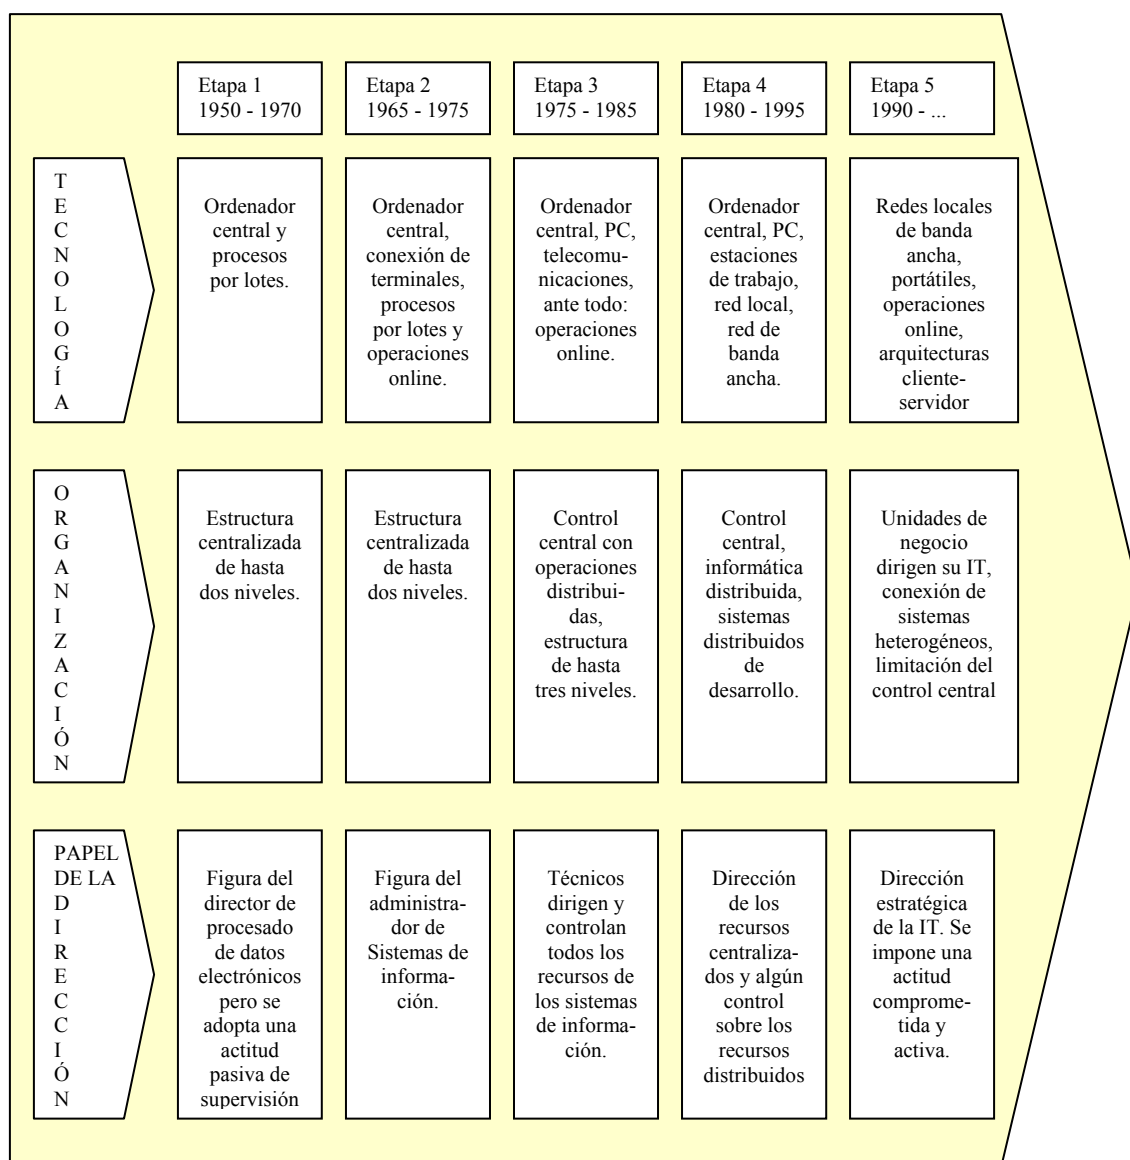 Etapa 1
1950 - 1970
Etapa 2
1965 - 1975
Etapa 3
1975 - 1985
Etapa 4
1980 - 1995
Etapa 5
1990 - ...
T
E
C
N
O
L
O
G
Í
A
Ordenador
central y
procesos
por lotes.
Ordenador
central,
conexión de
terminales,
procesos
por lotes y
operaciones
online.
Ordenador
central, PC,
telecomu-
nicaciones,
ante todo:
operaciones
online.
Ordenador
central, PC,
estaciones
de trabajo,
red local,
red de
banda
ancha.
Redes locales
de banda
ancha,
portátiles,
operaciones
online,
arquitecturas
cliente-
servidor
O
R
G
A
N
I
Z
A
C
I
Ó
N
Estructura
centralizada
de hasta
dos niveles.
Estructura
centralizada
de hasta
dos niveles.
Control
central con
operaciones
distribui-
das,
estructura
de hasta
tres niveles.
Control
central,
informática
distribuida,
sistemas
distribuidos
de
desarrollo.
Unidades de
negocio
dirigen su IT,
conexión de
sistemas
heterogéneos,
limitación del
control central
PAPEL
DE LA
D
I
R
E
C
C
I
Ó
N
Figura del
director de
procesado
de datos
electrónicos
pero se
adopta una
actitud
pasiva de
supervisión
Figura del
administra-
dor de
Sistemas de
informa-
ción.
Técnicos
dirigen y
controlan
todos los
recursos de
los sistemas
de informa-
ción.
Dirección
de los
recursos
centraliza-
dos y algún
control
sobre los
recursos
distribuidos
Dirección
estratégica
de la IT. Se
impone una
actitud
comprome-
tida y
activa.